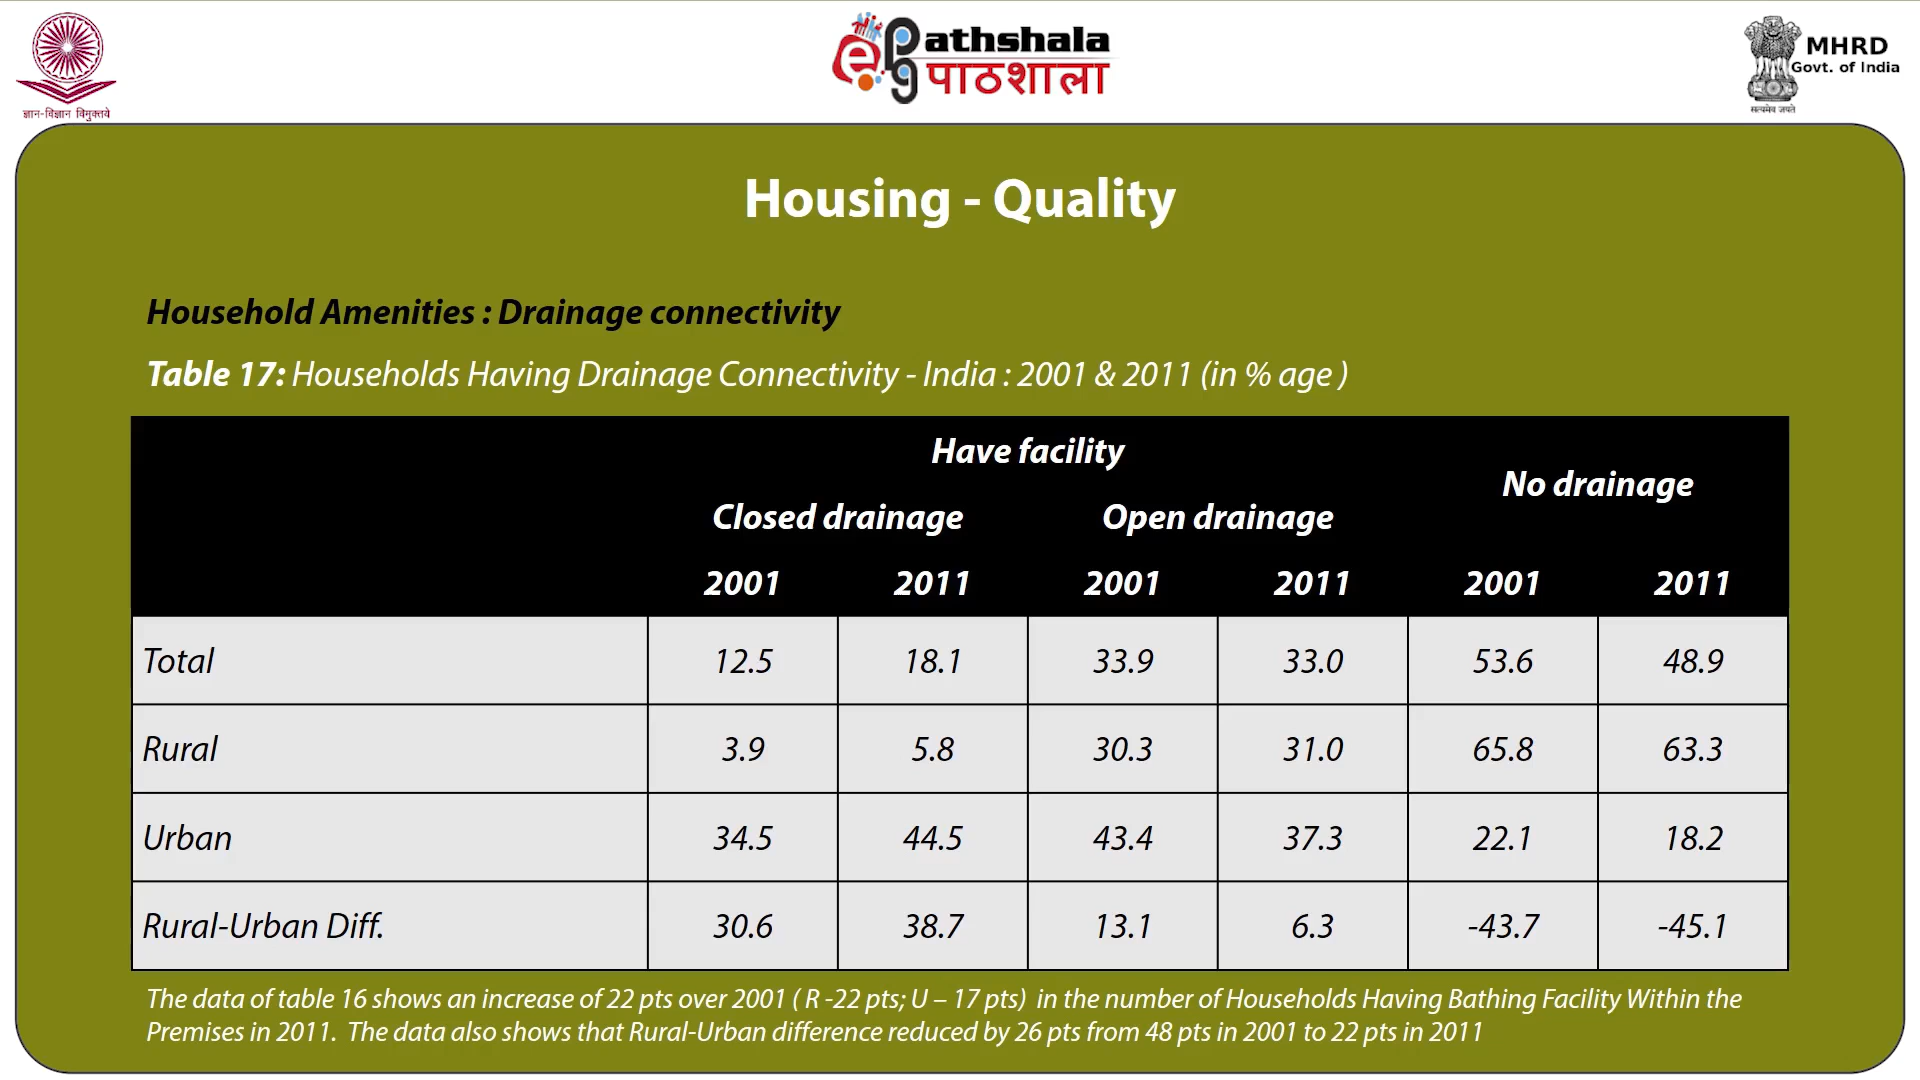 ज्ञान-विज्ञान विमुक्तये
ePGathshala
पाठशाला
MHRD
Govt. of India
सत्यमेव जयते
Housing - Quality
Household Amenities : Drainage connectivity
Table 17: Households Having Drainage Connectivity - India : 2001 & 2011 (in % age )
Have facility
No drainage
Closed drainage Open drainage
2001 2011 2001 2011 2001 2011
Total 12.5 18.1 33.9 33.0 53.6 48.9
Rural 3.9 5.8 30.3 31.0 65.8 63.3
Urban 34.5 44.5 43.4 37.3 22.1 18.2
Rural-Urban Diff. 30.6 38.7 13.1 6.3 -43.7 -45.1
The data of table 16 shows an increase of 22 pts over 2001 ( R -22 pts; U – 17 pts) in the number of Households Having Bathing Facility Within the
Premises in 2011. The data also shows that Rural-Urban difference reduced by 26 pts from 48 pts in 2001 to 22 pts in 2011